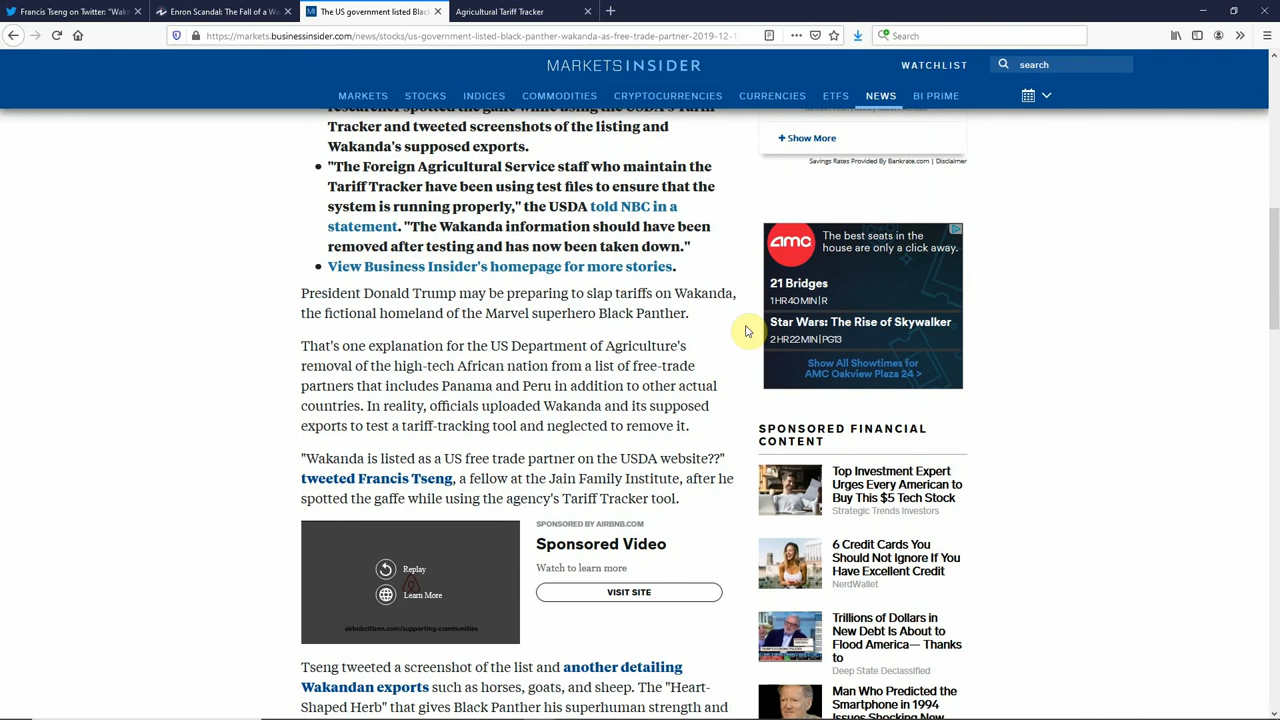 Francis Tseng on Twitter: "Wak
Enron Scandal: The Fall of a W
The US government listed Blac
Agricultural Tariff Tracker
https://markets.businessinsider.com/news/stocks/us-government-listed-black-panther-wakanda-as-free-trade-partner-2019-12-1
Search
MARKETS INSIDER
WATCHLIST
search
MARKETS STOCKS INDICES COMMODITIES CRYPTOCURRENCIES CURRENCIES ETFS NEWS BI PRIME
researcher spotted the gaffe while using the USDA's Tariff
Tracker and tweeted screenshots of the listing and
Wakanda's supposed exports.
"The Foreign Agricultural Service staff who maintain the
Tariff Tracker have been using test files to ensure that the
system is running properly," the USDA told NBC in a
statement. "The Wakanda information should have been
removed after testing and has now been taken down."
View Business Insider's homepage for more stories.
President Donald Trump may be preparing to slap tariffs on Wakanda,
the fictional homeland of the Marvel superhero Black Panther.
That's one explanation for the US Department of Agriculture's
removal of the high-tech African nation from a list of free-trade
partners that includes Panama and Peru in addition to other actual
countries. In reality, officials uploaded Wakanda and its supposed
exports to test a tariff-tracking tool and neglected to remove it.
"Wakanda is listed as a US free trade partner on the USDA website??"
tweeted Francis Tseng, a fellow at the Jain Family Institute, after he
spotted the gaffe while using the agency's Tariff Tracker tool.
Replay
Learn More
airbnbcitizen.com/supporting-communities
SPONSORED BY AIRBNB.COM
Sponsored Video
Watch to learn more
VISIT SITE
Tseng tweeted a screenshot of the list and another detailing
Wakandan exports such as horses, goats, and sheep. The "Heart-
Shaped Herb" that gives Black Panther his superhuman strength and
+ Show More
Savings Rates Provided By Bankrate.com | Disclaimer
amc
The best seats in the
house are only a click away.
21 Bridges
1 HR 40 MIN | R
Star Wars: The Rise of Skywalker
2 HR 22 MIN | PG13
Show All Showtimes for
AMC Oakview Plaza 24 >
SPONSORED FINANCIAL
CONTENT
Top Investment Expert
Urges Every American to
Buy This $5 Tech Stock
Strategic Trends Investors
6 Credit Cards You
Should Not Ignore If You
Have Excellent Credit
NerdWallet
Trillions of Dollars in
New Debt Is About to
Flood America— Thanks
to
Deep State Declassified
Man Who Predicted the
Smartphone in 1994
Issues Shocking New